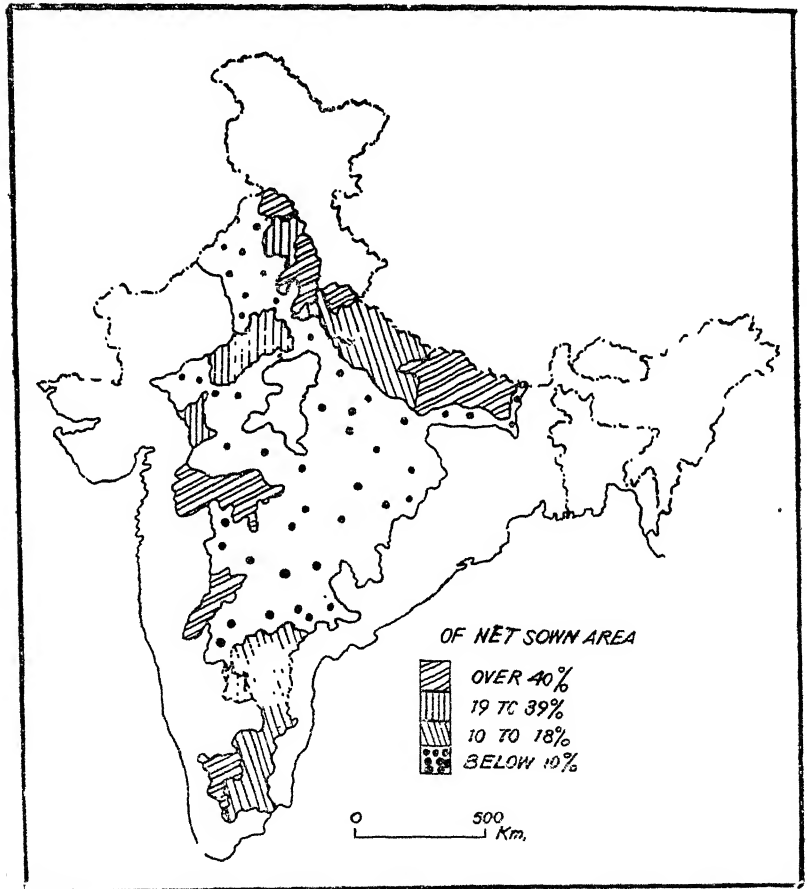 OF NET SOWN AREA
OVER 40%
19 TO 39%
10 TO 18%
BELOW 10%
0 500
Km,